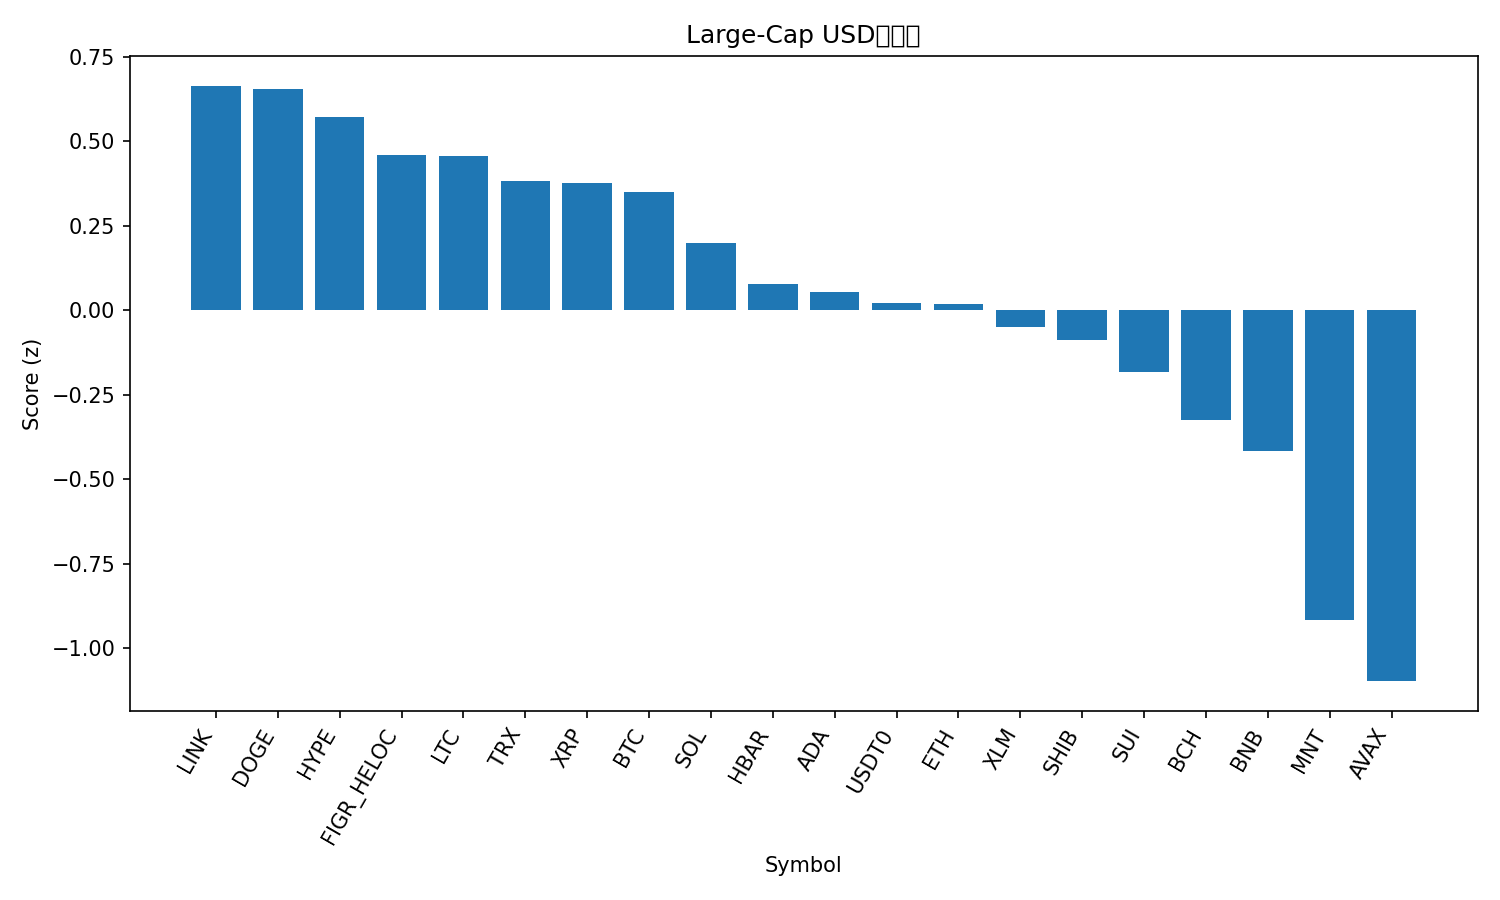 Large-Cap USD
0.75
0.50
0.25
0.00
−0.25
−0.50
−0.75
−1.00
Score (z)
LINK
DOGE
HYPE
FIGR_HELOC
LTC
TRX
XRP
BTC
SOL
HBAR
ADA
USDT0
ETH
XLM
SHIB
SUI
BCH
BNB
MNT
AVAX
Symbol